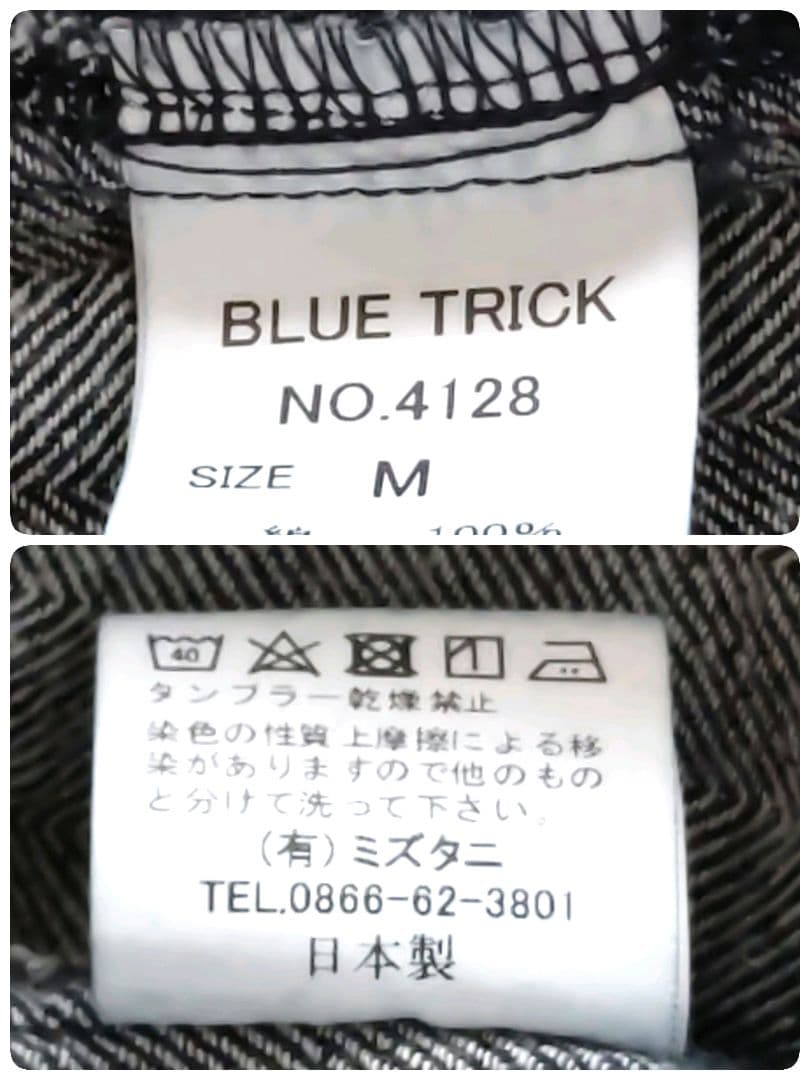 BLUE TRICK
NO.4128
SIZE M
綿 100%
40
タンブラー乾燥禁止
染色の性質上摩擦による移
染がありますので他のもの
と分けて洗って下さい。
(有)ミズタニ
TEL.0866-62-3801
日本製